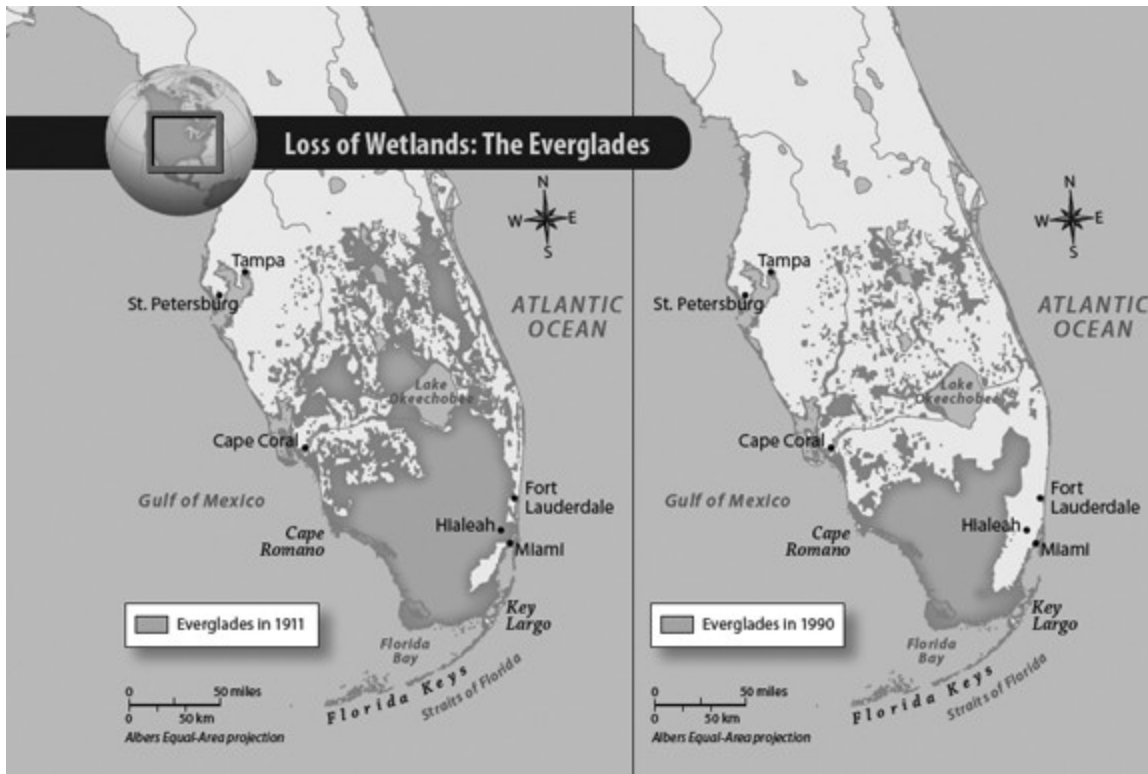 Loss of Wetlands: The Everglades
N
W
E
S
Tampa
St. Petersburg
ATLANTIC
OCEAN
Lake
Okeechobee
Cape Coral
Gulf of Mexico
Fort
Lauderdale
Cape
Romano
Hialeah
Miami
Key
Largo
Everglades in 1911
Florida
Bay
Florida Keys
Straits of Florida
0 50 miles
0 50 km
Albers Equal-Area projection
N
W
E
S
Tampa
St. Petersburg
ATLANTIC
OCEAN
Lake
Okeechobee
Cape Coral
Gulf of Mexico
Fort
Lauderdale
Cape
Romano
Hialeah
Miami
Key
Largo
Everglades in 1990
Florida
Bay
Florida Keys
Straits of Florida
0 50 miles
0 50 km
Albers Equal-Area projection